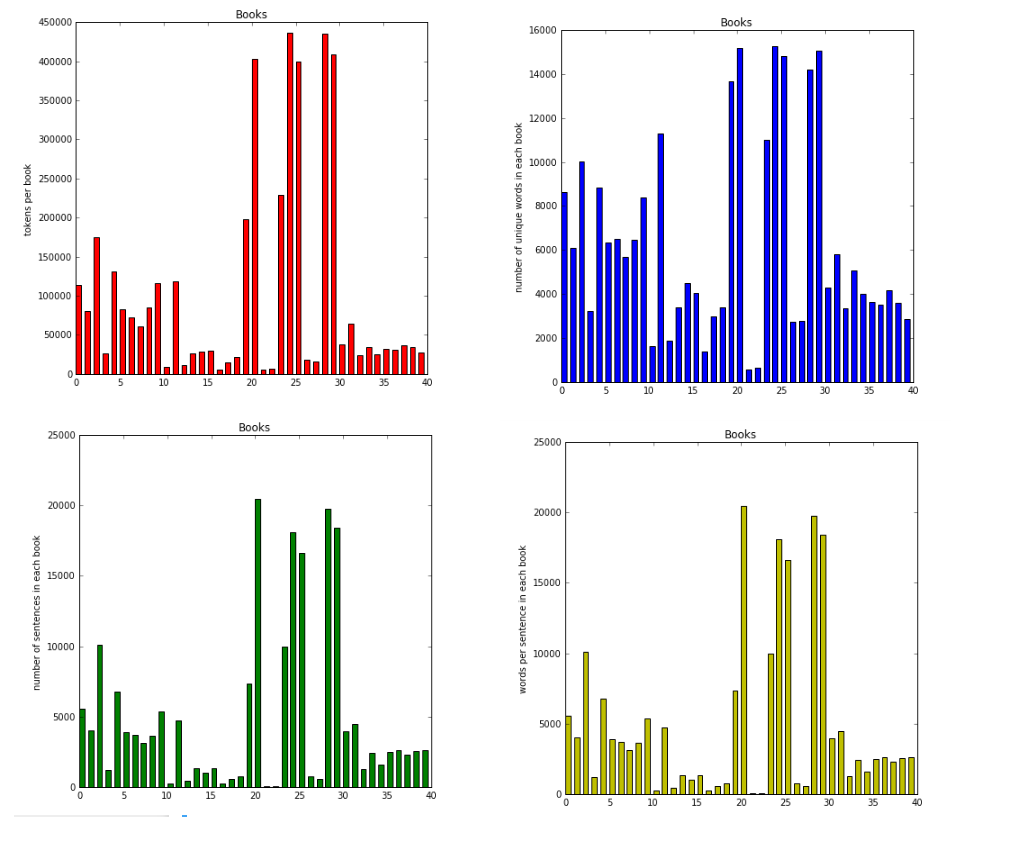 Books
450000
400000
350000
300000
250000
200000
150000
100000
50000
0
tokens per book
0 5 10 15 20 25 30 35 40
Books
16000
14000
12000
10000
8000
6000
4000
2000
0
number of unique words in each book
0 5 10 15 20 25 30 35 40
Books
25000
20000
15000
10000
5000
0
number of sentences in each book
0 5 10 15 20 25 30 35 40
Books
25000
20000
15000
10000
5000
0
words per sentence in each book
0 5 10 15 20 25 30 35 40